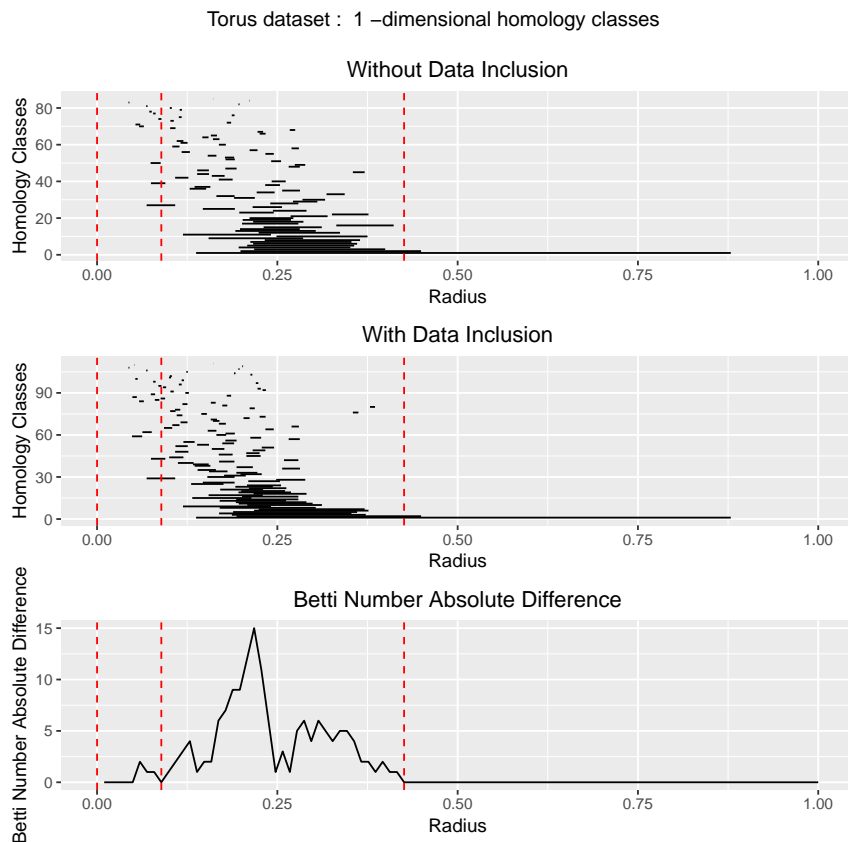 Torus dataset :  1 −dimensional homology classes
Without Data Inclusion
Homology Classes
80
60
40
20
0
0.00 0.25 0.50 0.75 1.00
Radius
With Data Inclusion
Homology Classes
90
60
30
0
0.00 0.25 0.50 0.75 1.00
Radius
Betti Number Absolute Difference
Betti Number Absolute Difference
15
10
5
0
0.00 0.25 0.50 0.75 1.00
Radius